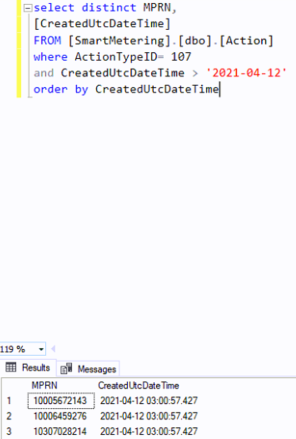 select distinct MPRN,
[CreatedUtcDateTime]
FROM [SmartMetering].[dbo].[Action]
where ActionTypeID= 107
and CreatedUtcDateTime > '2021-04-12'
order by CreatedUtcDateTime
119 %
Results Messages
MPRN CreatedUtcDateTime
1 10005672143 2021-04-12 03:00:57.427
2 10006459276 2021-04-12 03:00:57.427
3 10307028214 2021-04-12 03:00:57.427